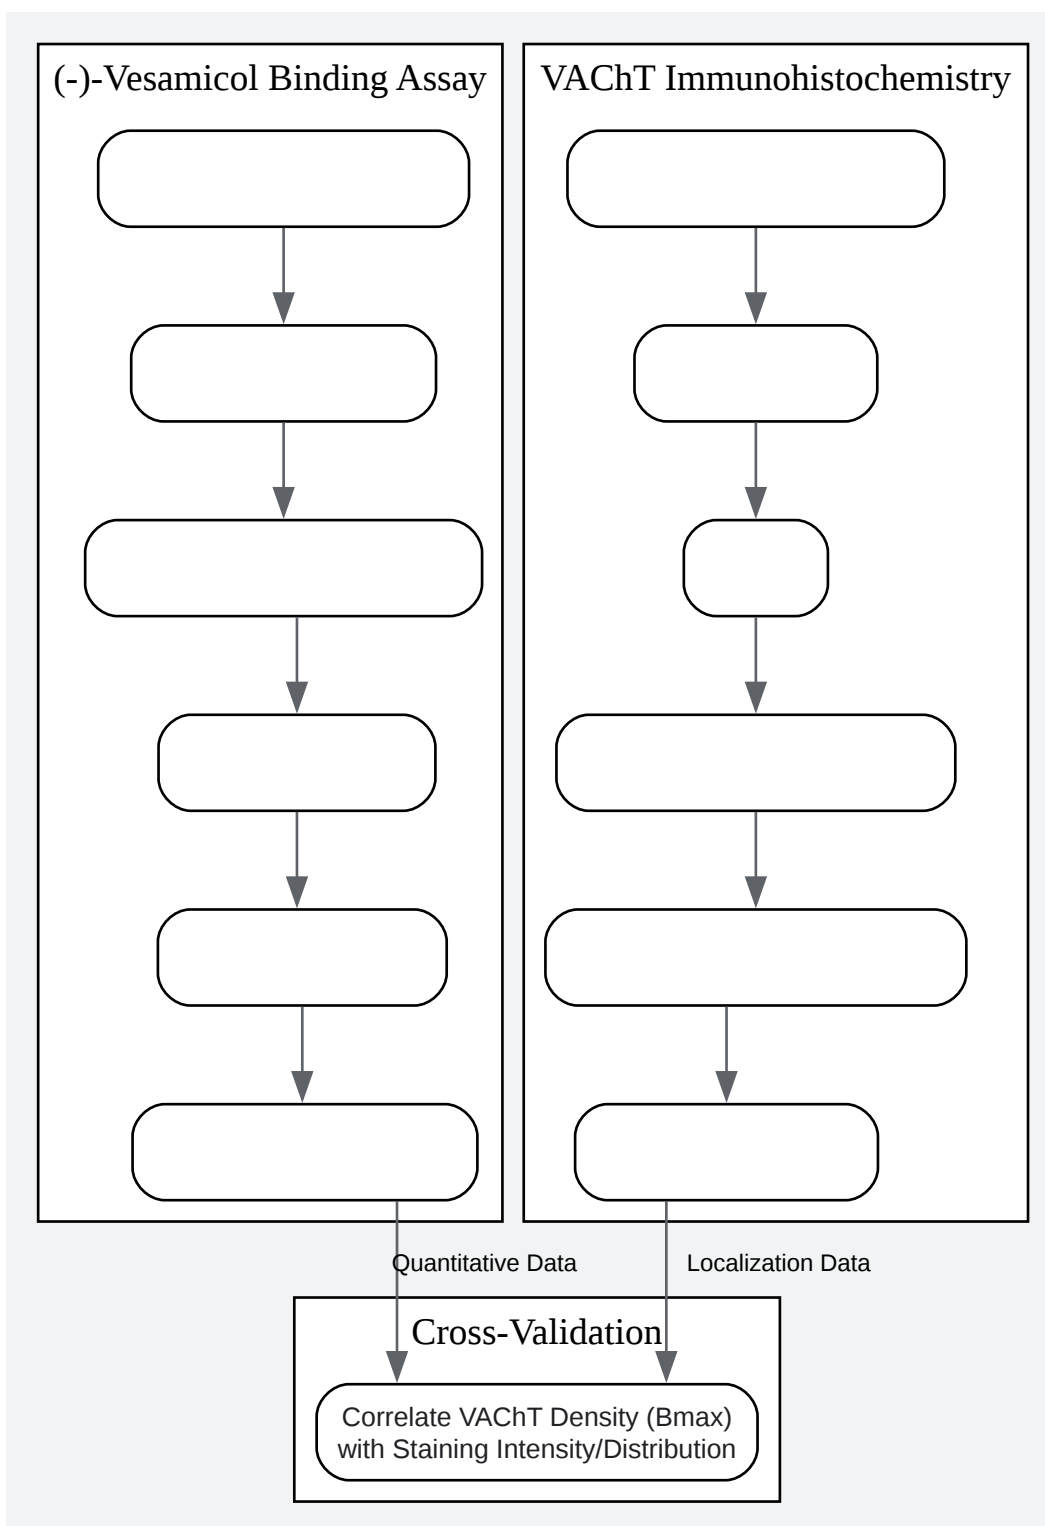 (-)-Vesamicol Binding Assay
VAChT Immunohistochemistry
Quantitative Data
Localization Data
Cross-Validation
Correlate VAChT Density (Bmax)
with Staining Intensity/Distribution